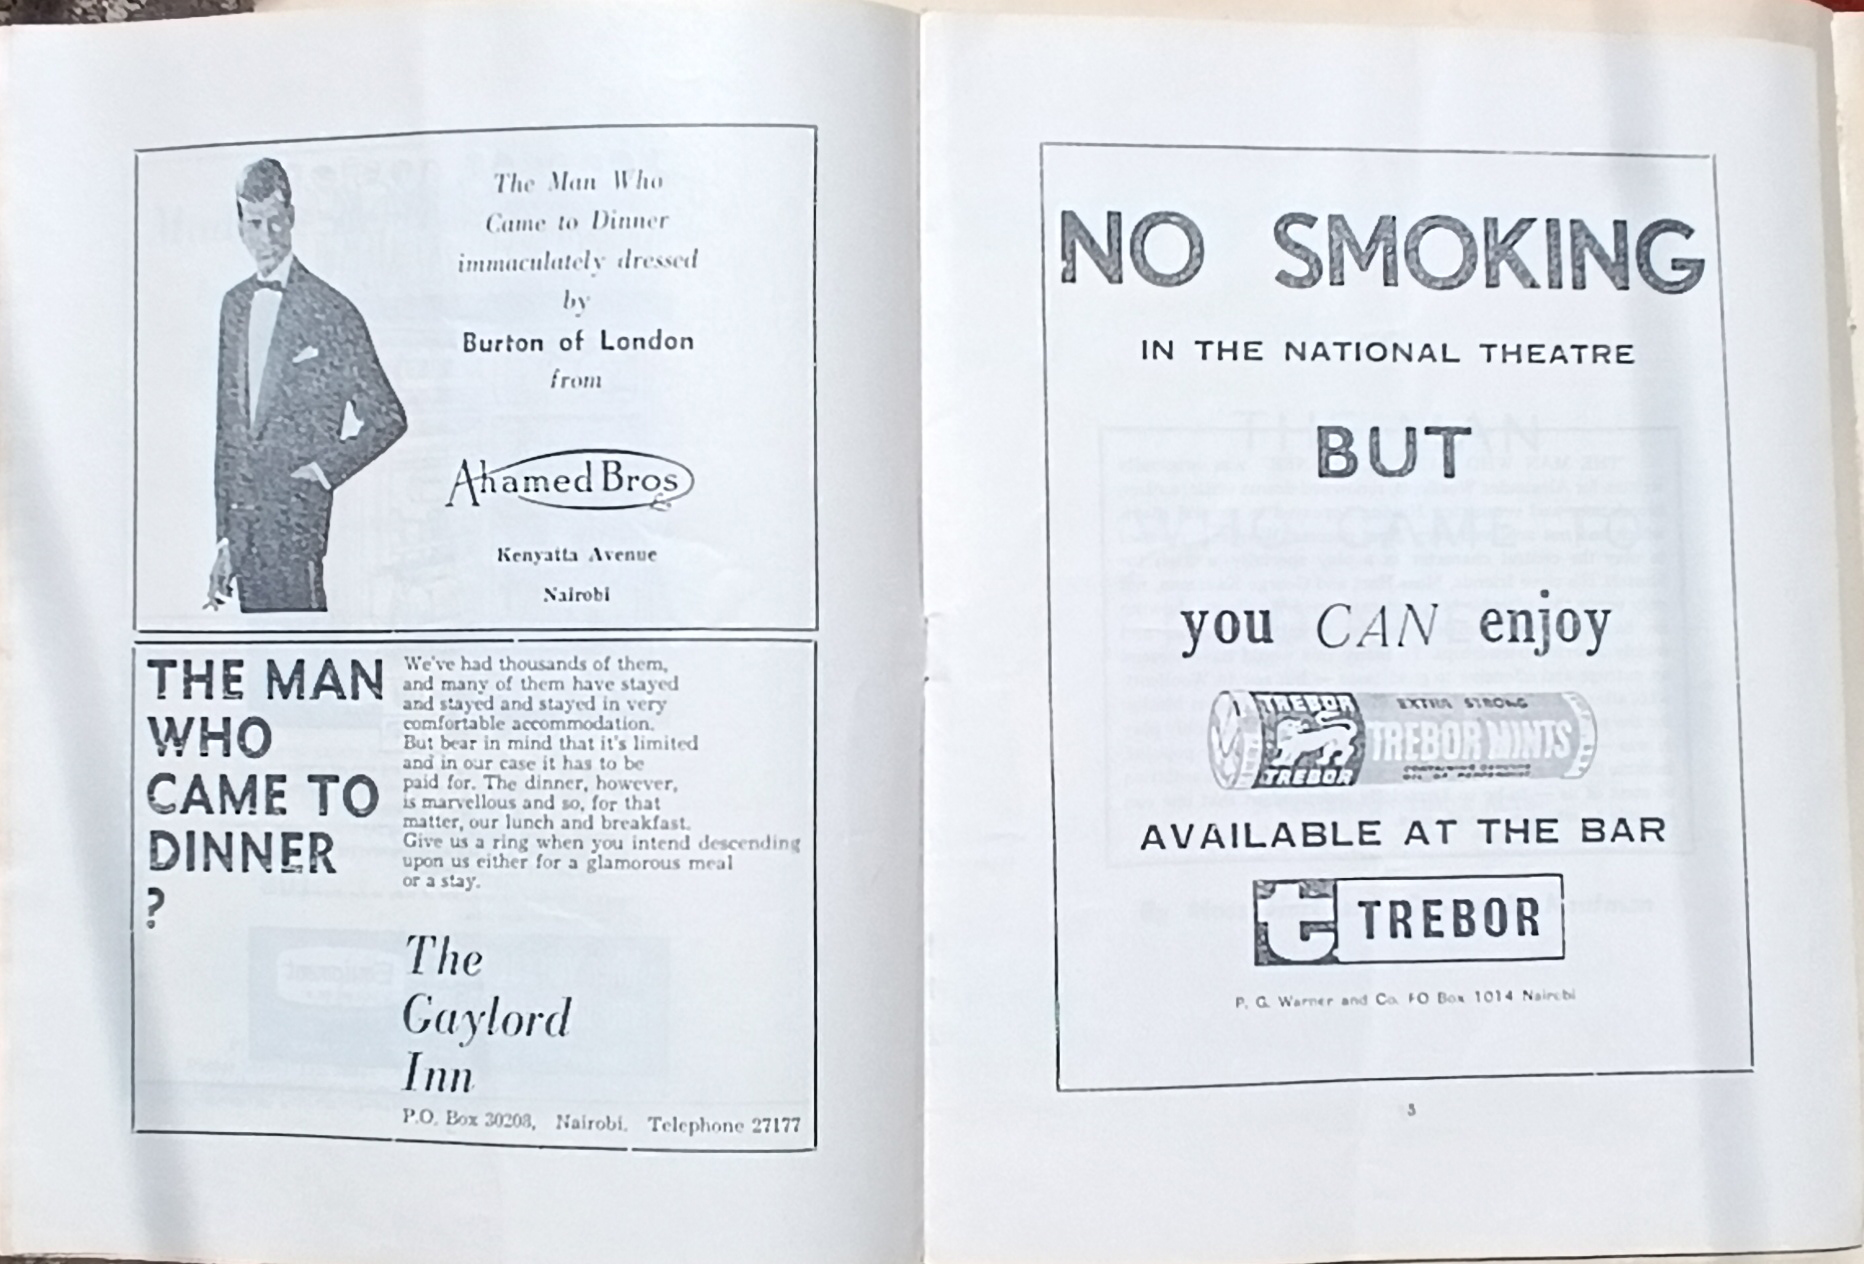 The Man Who
Came to Dinner
immaculately dressed
by
Burton of London
from
Ahamed Bros
Kenyatta Avenue
Nairobi
THE MAN
WHO
CAME TO
DINNER
?
We've had thousands of them,
and many of them have stayed
and stayed and stayed in very
comfortable accommodation.
But bear in mind that it's limited
and in our case it has to be
paid for. The dinner, however,
is marvellous and so, for that
matter, our lunch and breakfast.
Give us a ring when you intend descending
upon us either for a glamorous meal
or a stay.
The
Gaylord
Inn
P.O. Box 30203, Nairobi. Telephone 27177
NO SMOKING
IN THE NATIONAL THEATRE
BUT
you CAN enjoy
TREBOR
TREBOR
EXTRA STRONG
TREBOR MINTS
OIL OF PEPPERMINT
AVAILABLE AT THE BAR
TREBOR
P. G. Warner and Co. PO Box 1014 Nairobi